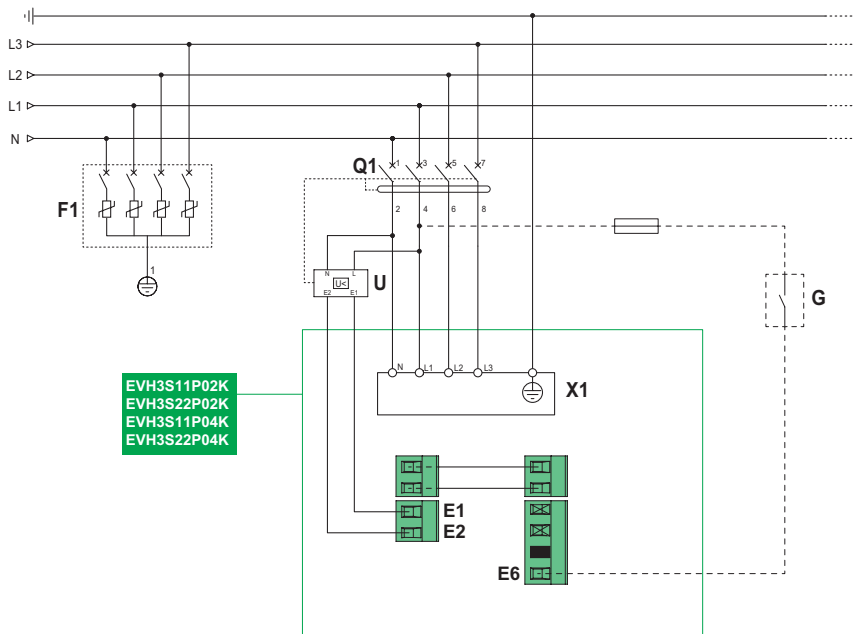 L3
L2
L1
N
Q1
1
3
5
7
F1
2
4
6
8
1
N
L
U<
E2
E1
U
G
N
L1
L2
L3
X1
EVH3S11P02K
EVH3S22P02K
EVH3S11P04K
EVH3S22P04K
E1
E2
E6